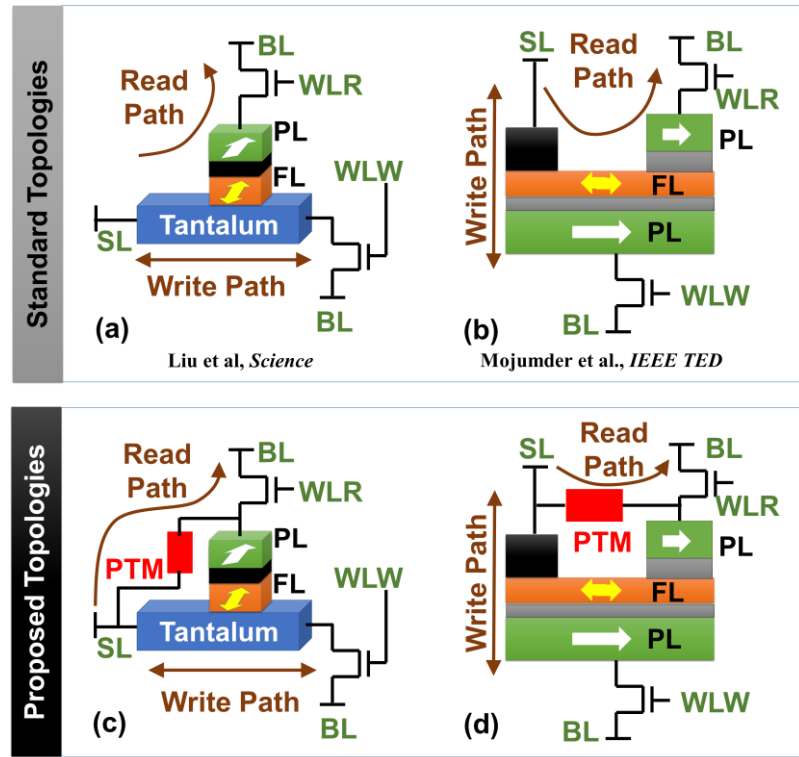 Standard Topologies
BL
Read
Path
WLR
PL
FL
WLW
Tantalum
SL
Write Path
BL
(a)
Liu et al, Science
SL
Read
Path
BL
WLR
PL
Write Path
FL
PL
WLW
BL
(b)
Mojumder et al., IEEE TED
Proposed Topologies
Read
Path
BL
WLR
PL
PTM
FL
WLW
Tantalum
SL
Write Path
BL
(c)
SL
Read
Path
BL
WLR
PTM
PL
Write Path
FL
PL
WLW
BL
(d)